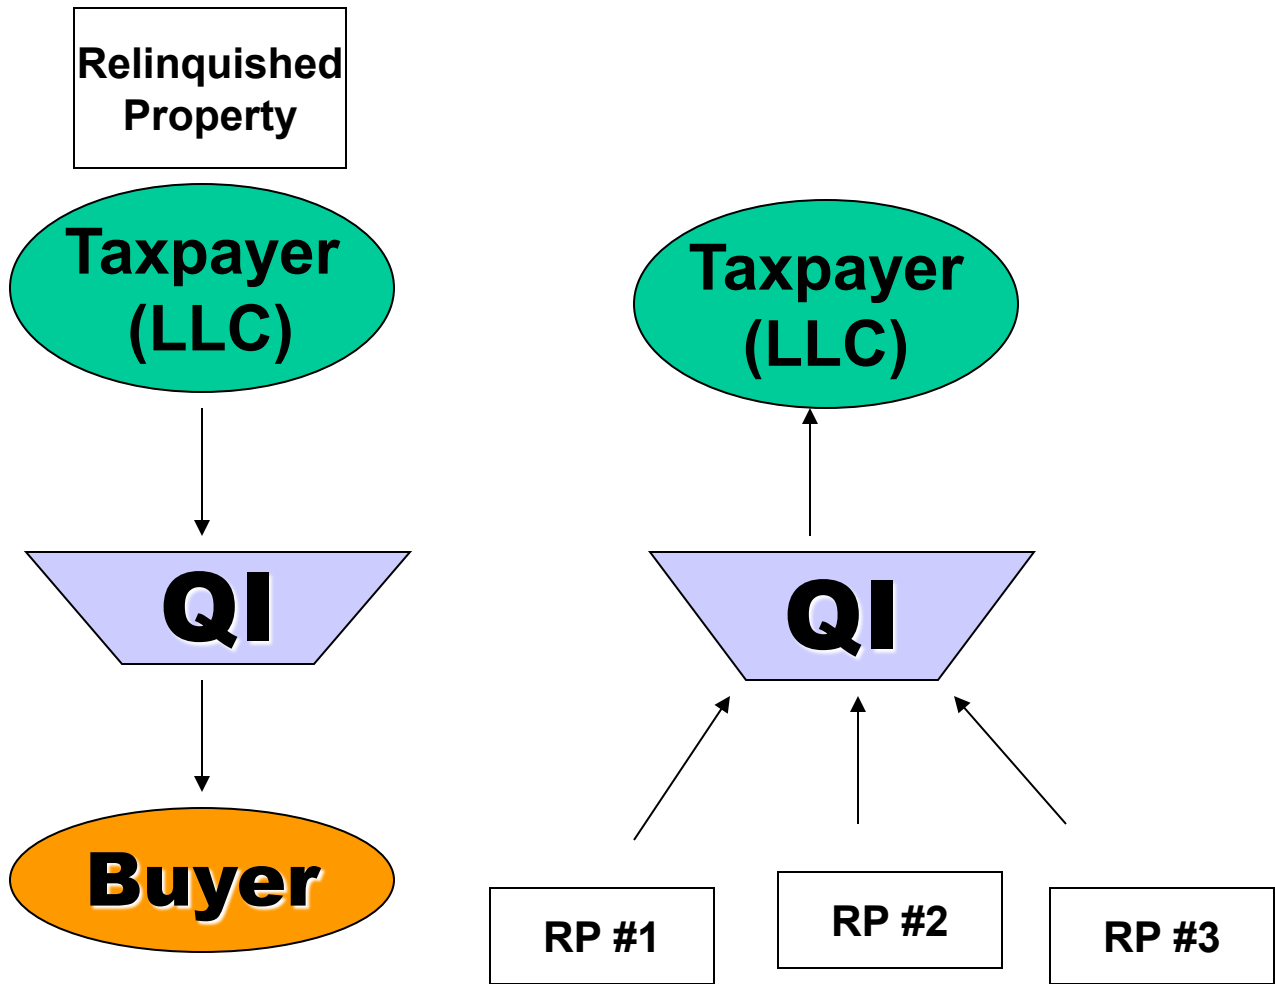 Relinquished
Property
Taxpayer
(LLC)
QI
Buyer
Taxpayer
(LLC)
QI
RP #1
RP #2
RP #3